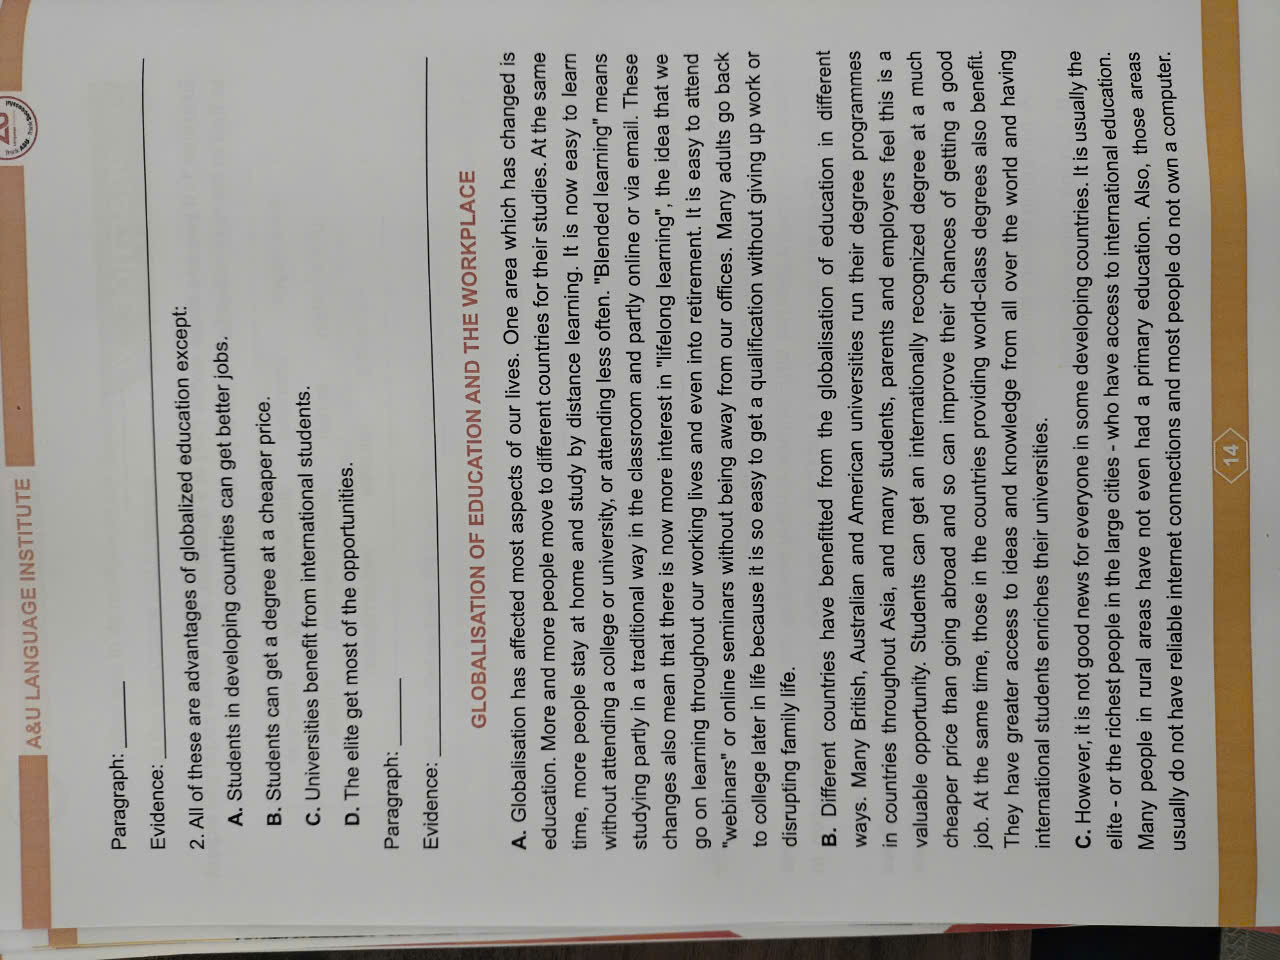 A&U LANGUAGE INSTITUTE
Paragraph:
Evidence:
2. All of these are advantages of globalized education except:
A. Students in developing countries can get better jobs.
B. Students can get a degree at a cheaper price.
C. Universities benefit from international students.
D. The elite get most of the opportunities.
Paragraph:
Evidence:
GLOBALISATION OF EDUCATION AND THE WORKPLACE
A. Globalisation has affected most aspects of our lives. One area which has changed is
education. More and more people move to different countries for their studies. At the same
time, more people stay at home and study by distance learning. It is now easy to learn
without attending a college or university, or attending less often. "Blended learning" means
studying partly in a traditional way in the classroom and partly online or via email. These
changes also mean that there is now more interest in "lifelong learning", the idea that we
go on learning throughout our working lives and even into retirement. It is easy to attend
"webinars" or online seminars without being away from our offices. Many adults go back
to college later in life because it is so easy to get a qualification without giving up work or
disrupting family life.
B. Different countries have benefitted from the globalisation of education in different
ways. Many British, Australian and American universities run their degree programmes
in countries throughout Asia, and many students, parents and employers feel this is a
valuable opportunity. Students can get an internationally recognized degree at a much
cheaper price than going abroad and so can improve their chances of getting a good
job. At the same time, those in the countries providing world-class degrees also benefit.
They have greater access to ideas and knowledge from all over the world and having
international students enriches their universities.
C. However, it is not good news for everyone in some developing countries. It is usually the
elite - or the richest people in the large cities - who have access to international education.
Many people in rural areas have not even had a primary education. Also, those areas
usually do not have reliable internet connections and most people do not own a computer.
14